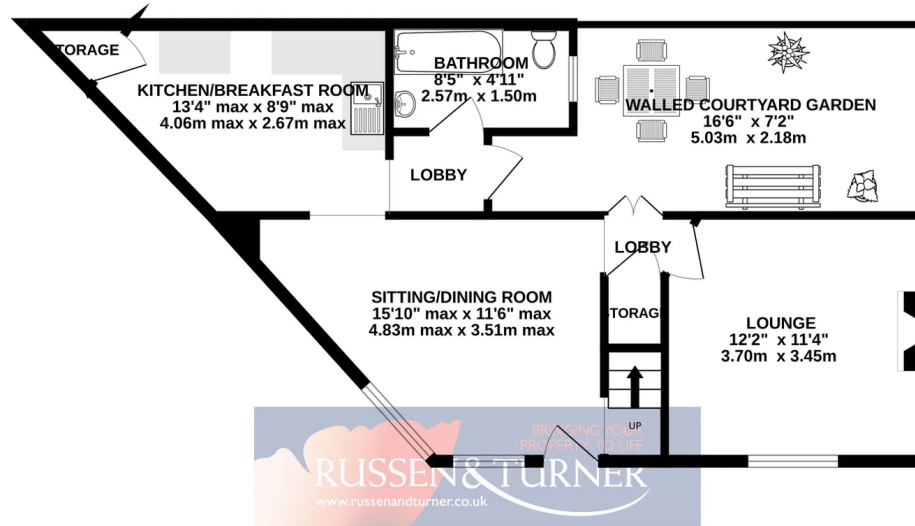 STORAGE
KITCHEN/BREAKFAST ROOM
13'4" max x 8'9" max
4.06m max x 2.67m max
BATHROOM
8'5" x 4'11"
2.57m x 1.50m
WALLED COURTYARD GARDEN
16'6" x 7'2"
5.03m x 2.18m
LOBBY
LOBBY
SITTING/DINING ROOM
15'10" max x 11'6" max
4.83m max x 3.51m max
STORAGE
LOUNGE
12'2" x 11'4"
3.70m x 3.45m
UP
BRINGING YOUR
PROPERTY TO LIFE
RUSSEN & TURNER
www.russenandturner.co.uk